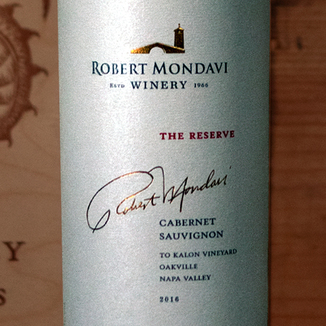 ROBERT MONDAVI
ESTD WINERY 1966
THE RESERVE
Robert Mondavi
CABERNET
SAUVIGNON
TO KALON VINEYARD
OAKVILLE
NAPA VALLEY
2016
Y
S